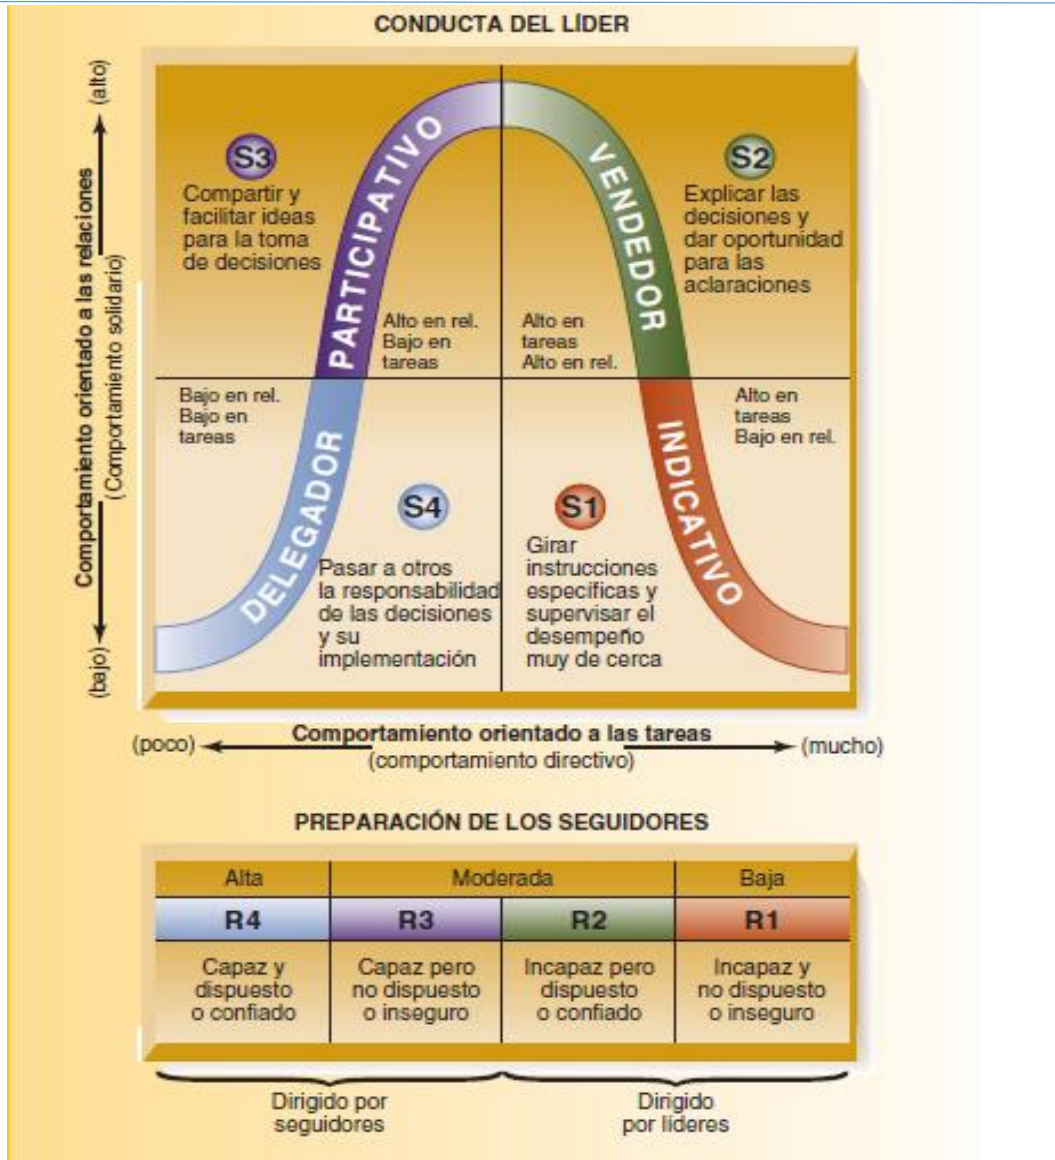 CONDUCTA DEL LÍDER
(alto)
Comportamiento orientado a las relaciones
(Comportamiento solidario)
(bajo)
S3
Compartir y
facilitar ideas
para la toma
de decisiones
PARTICIPATIVO
Alto en rel.
Bajo en
tareas
VENDEDOR
S2
Explicar las
decisiones y
dar oportunidad
para las
aclaraciones
Alto en
tareas
Alto en rel.
Bajo en rel.
Bajo en
tareas
DELEGADOR
S4
Pasar a otros
la responsabilidad
de las decisiones
y su
implementación
S1
Girar
instrucciones
específicas y
supervisar el
desempeño
muy de cerca
INDICATIVO
Alto en
tareas
Bajo en rel.
(poco)
Comportamiento orientado a las tareas
(comportamiento directivo)
(mucho)
PREPARACIÓN DE LOS SEGUIDORES
Alta
Moderada
Baja
R4
R3
R2
R1
Capaz y
dispuesto
o confiado
Capaz pero
no dispuesto
o inseguro
Incapaz pero
dispuesto
o confiado
Incapaz y
no dispuesto
o inseguro
Dirigido por
seguidores
Dirigido
por líderes